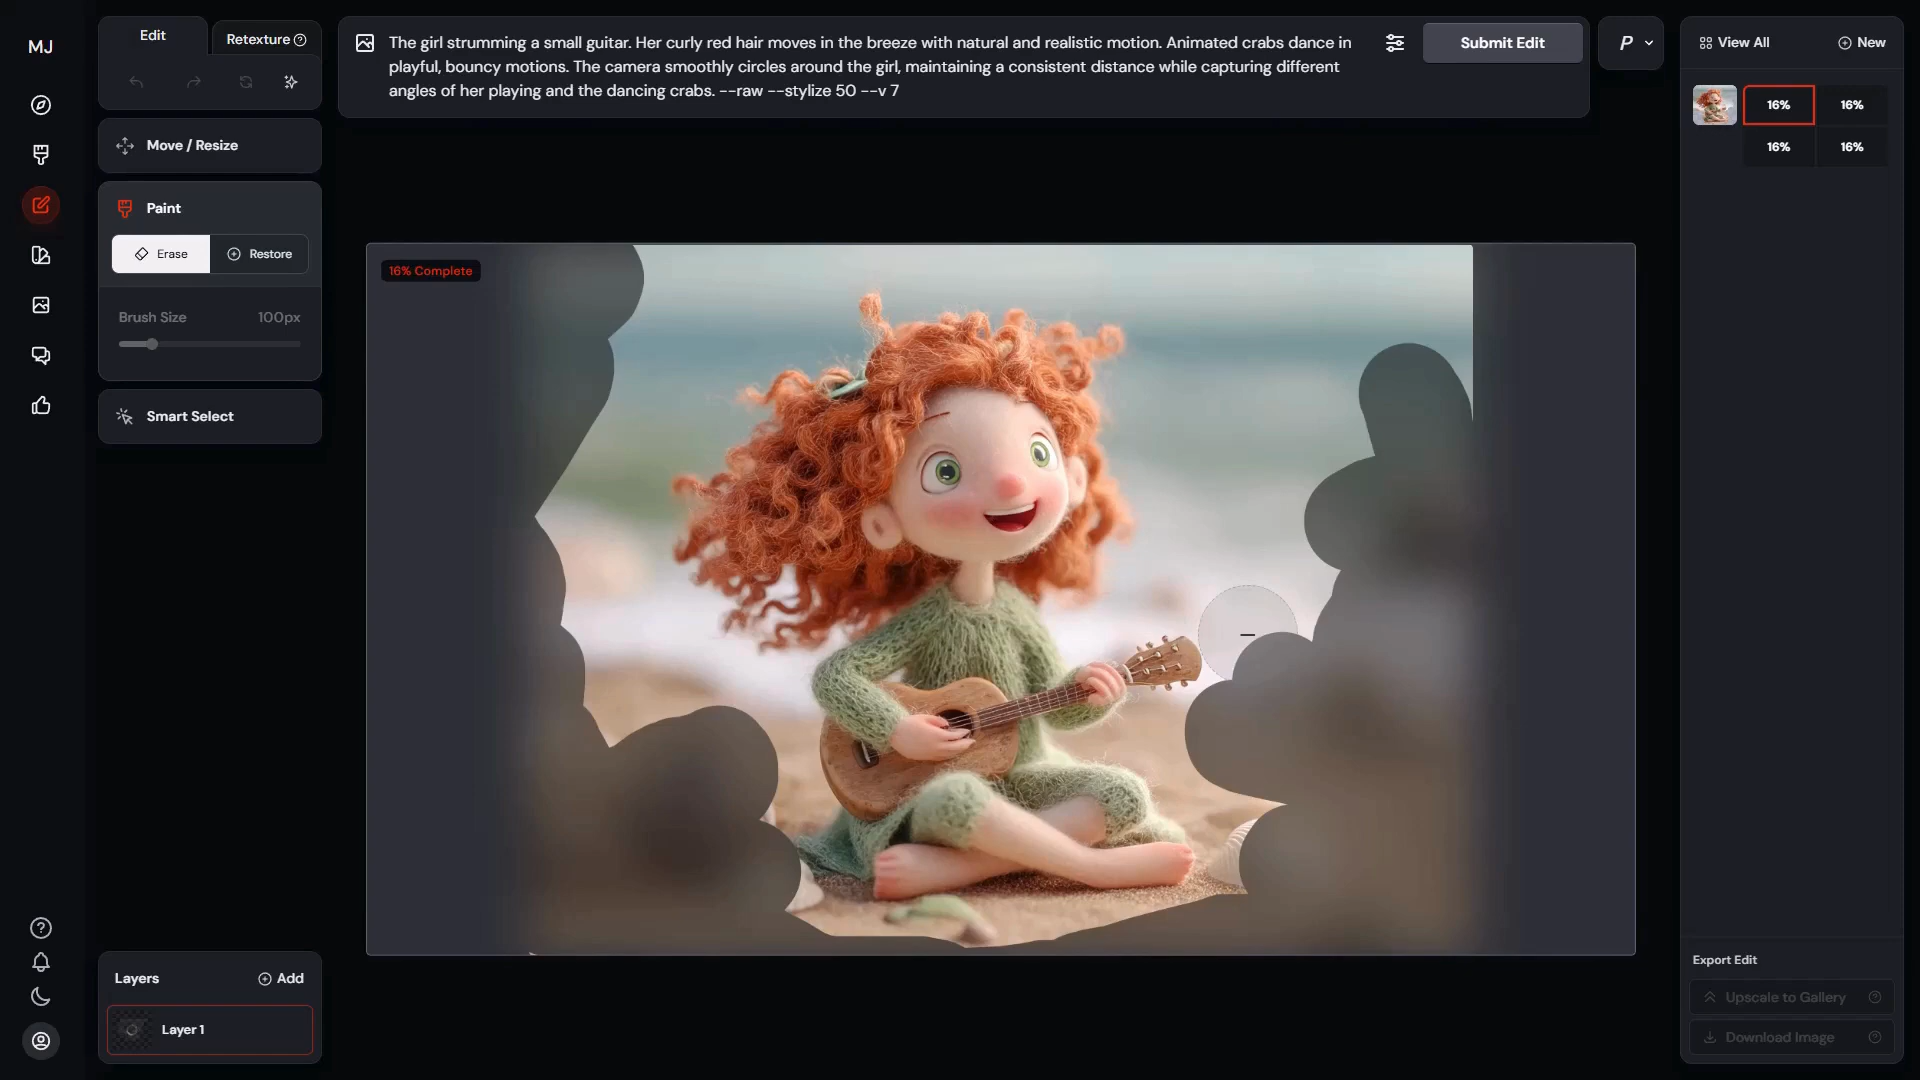 MJ
Edit
Retexture
The girl strumming a small guitar. Her curly red hair moves in the breeze with natural and realistic motion. Animated crabs dance in
playful, bouncy motions. The camera smoothly circles around the girl, maintaining a consistent distance while capturing different
angles of her playing and the dancing crabs. --raw --stylize 50 --v 7
Submit Edit
P
View All
New
Move / Resize
Paint
Erase
Restore
Brush Size
100px
Smart Select
16% Complete
16%
16%
16%
16%
Layers
Add
Layer 1
Export Edit
Upscale to Gallery
Download Image